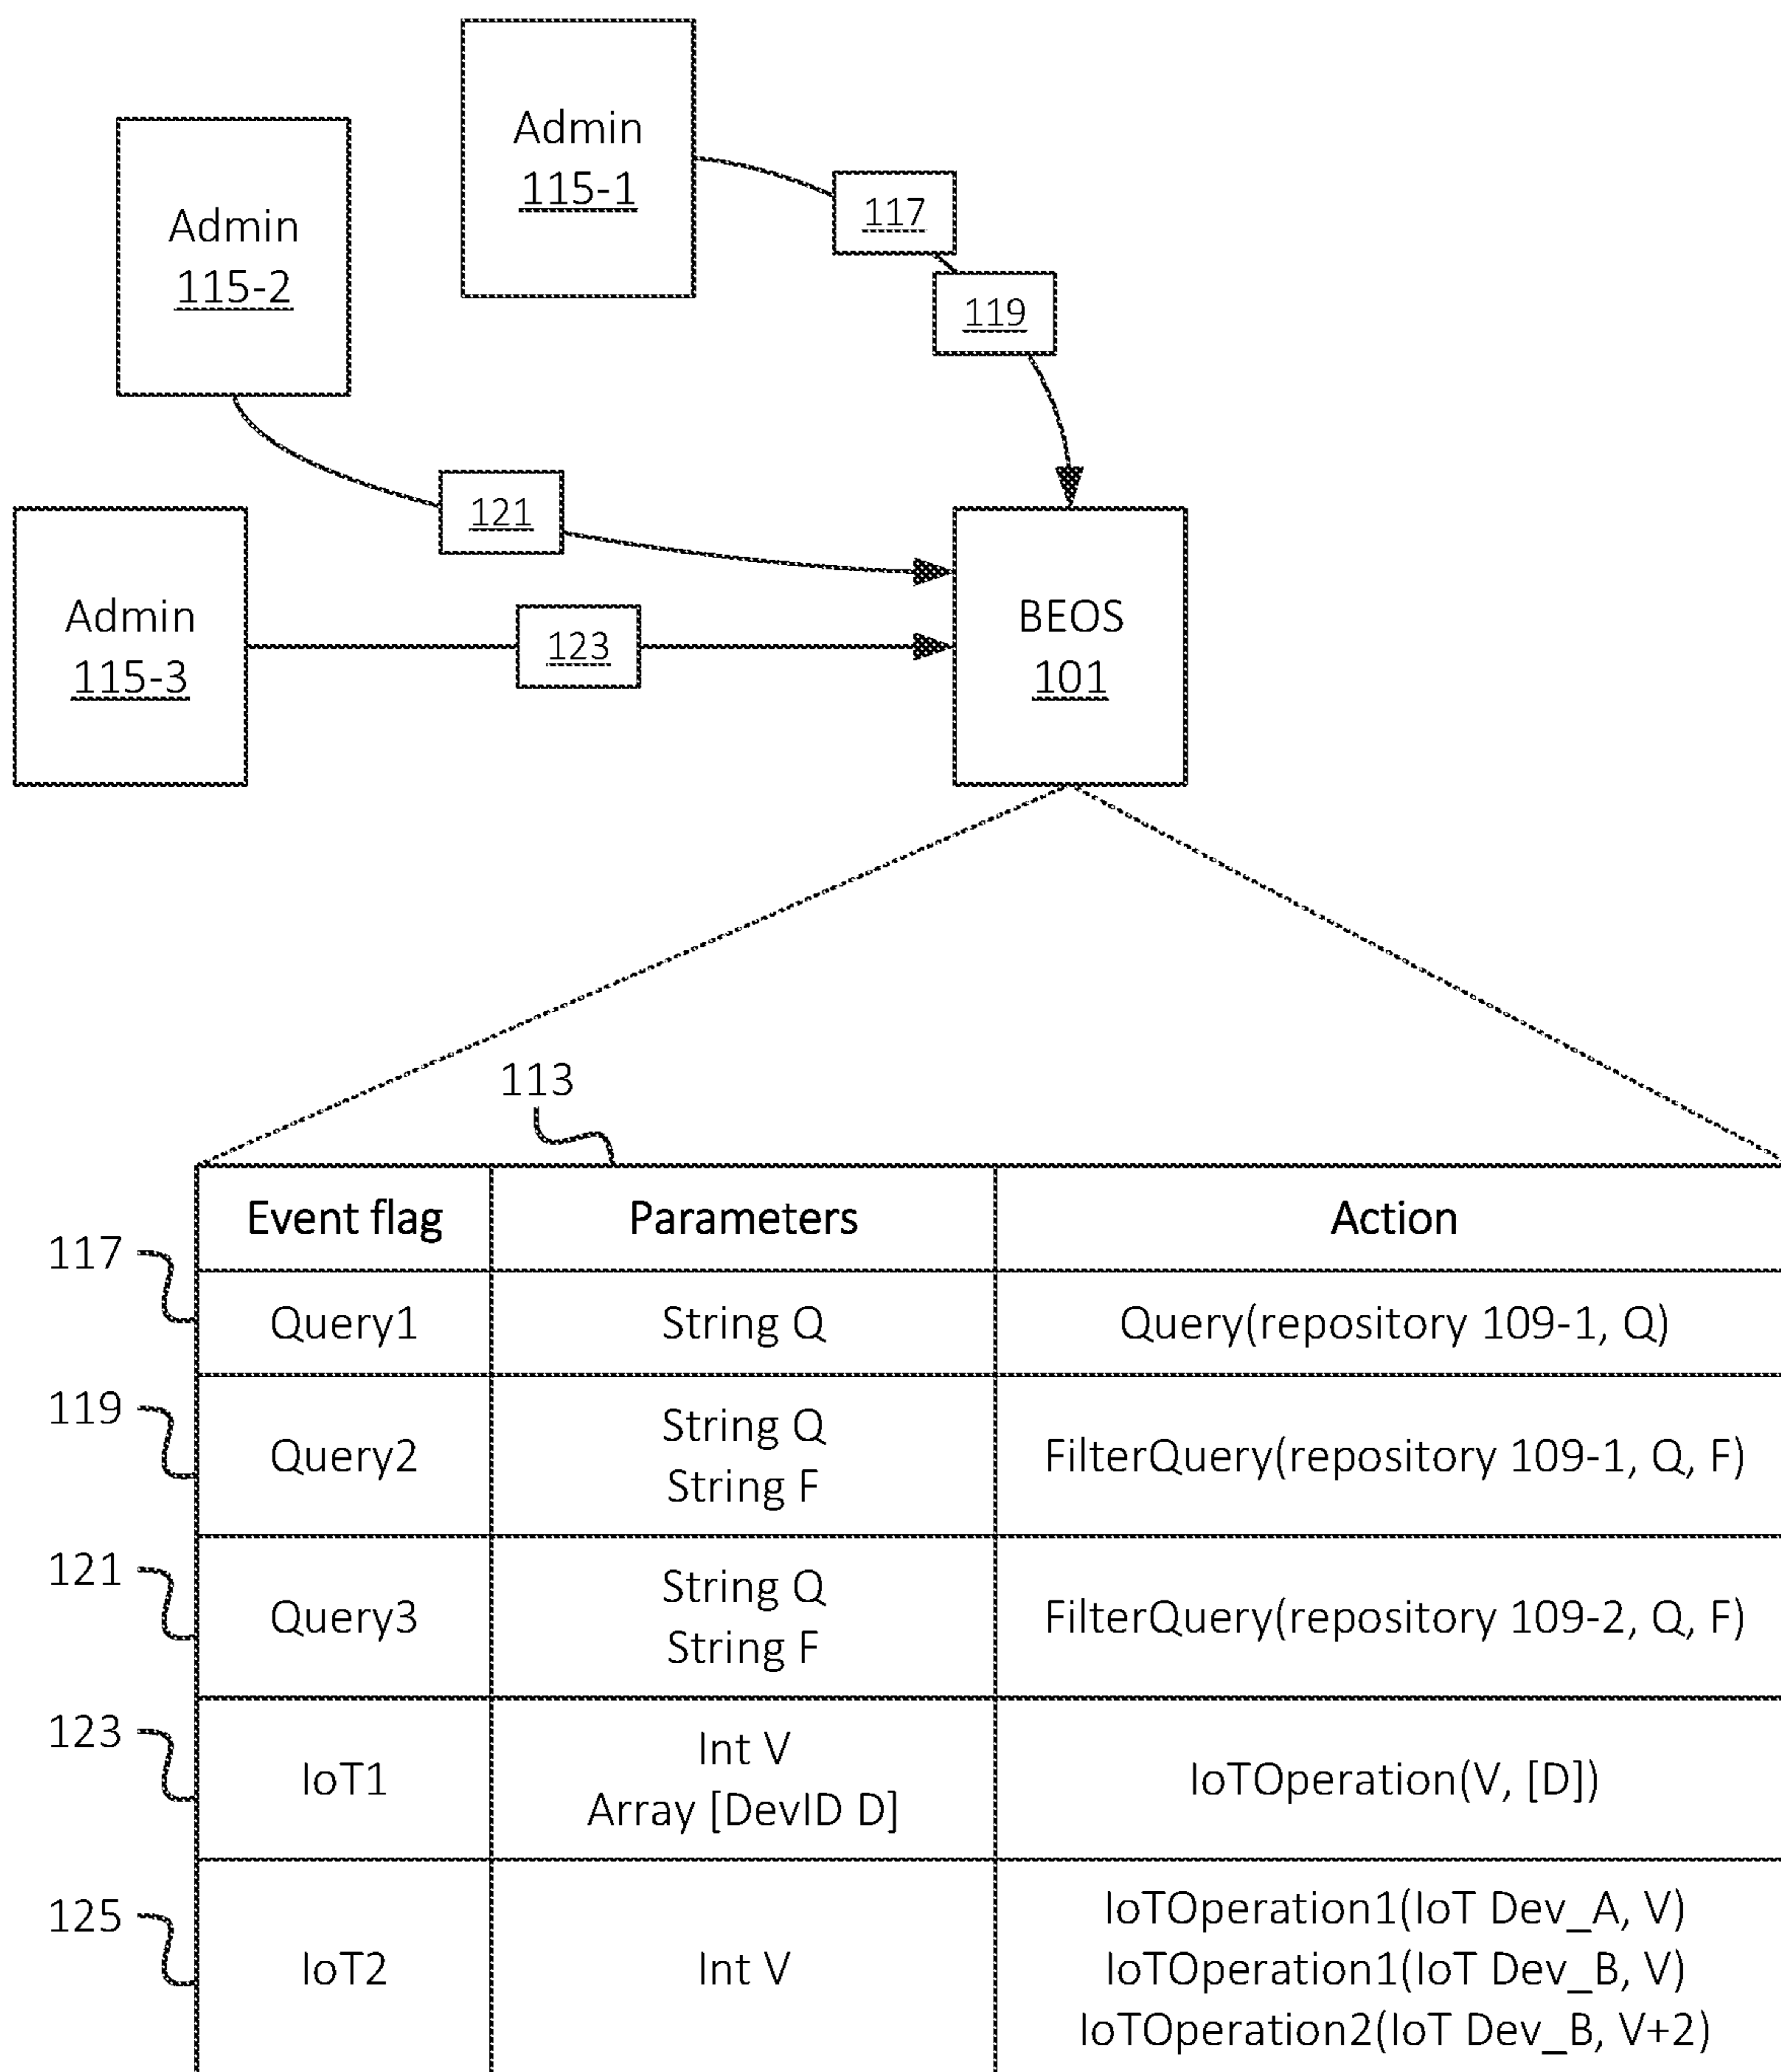 Admin
115-1
117
119
Admin
115-2
121
Admin
115-3
123
BEOS
101
113
Event flag Parameters Action
117
Query1 String Q Query(repository 109-1, Q)
119
Query2
String Q
String F
FilterQuery(repository 109-1, Q, F)
121
Query3
String Q
String F
FilterQuery(repository 109-2, Q, F)
123
IoT1
Int V
Array [DevID D]
IoTOperation(V, [D])
125
IoT2
Int V
IoTOperation1(IoT Dev_A, V)
IoTOperation1(IoT Dev_B, V)
IoTOperation2(IoT Dev_B, V+2)